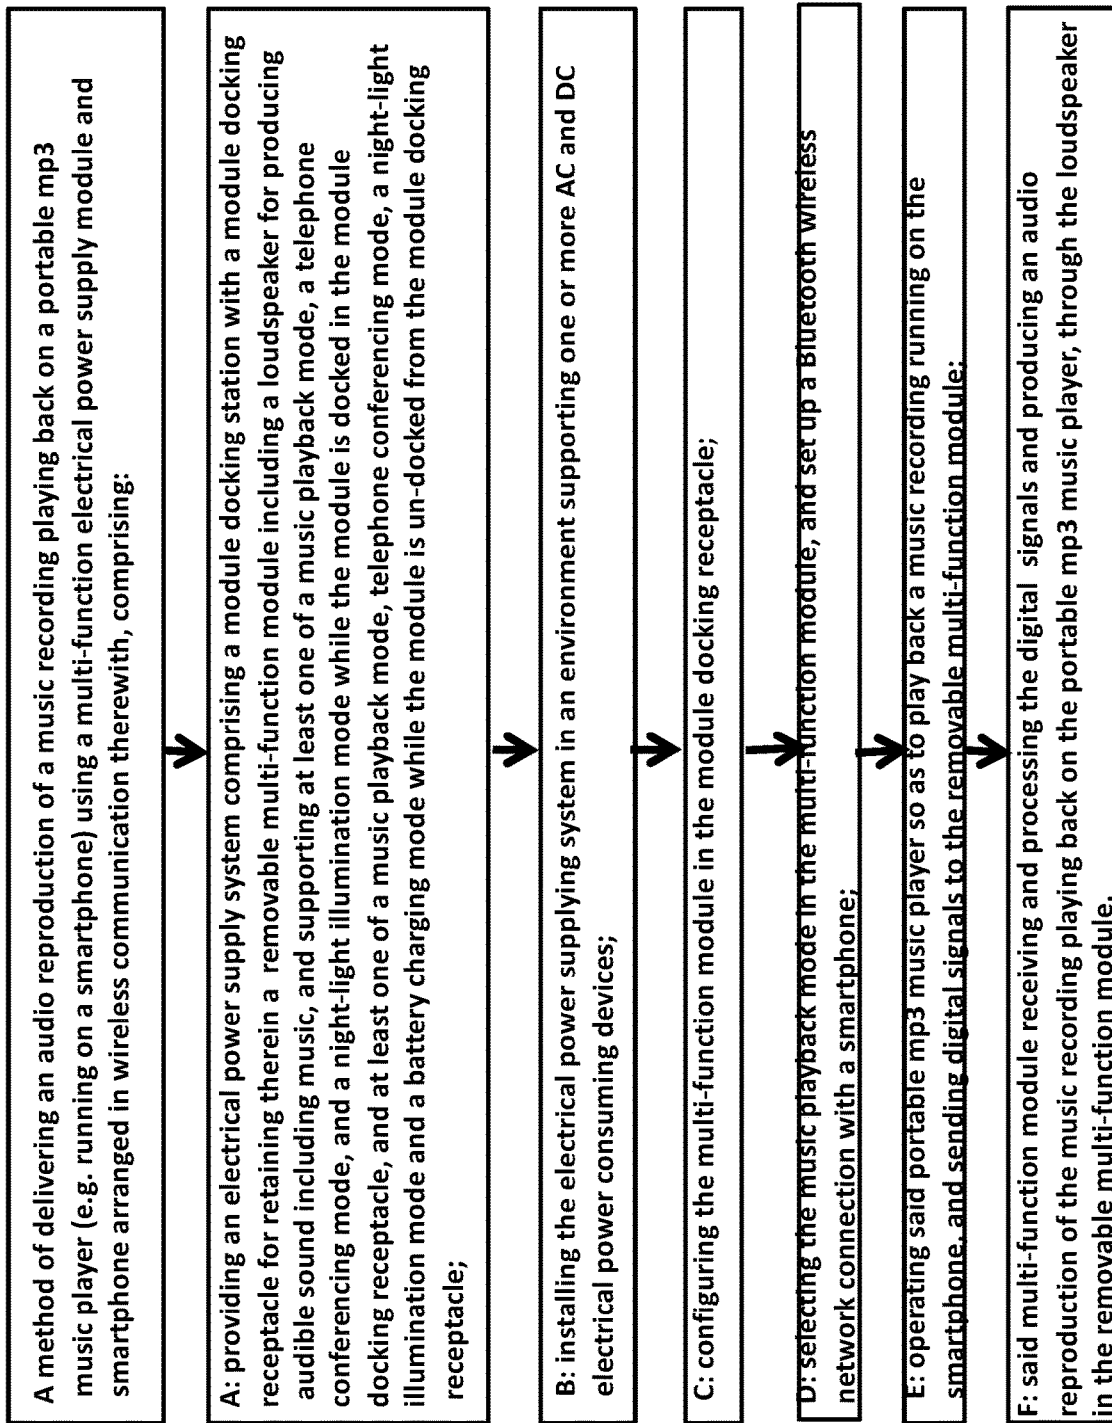 A method of delivering an audio reproduction of a music recording playing back on a portable mp3
music player (e.g. running on a smartphone) using a multi-function electrical power supply module and
smartphone arranged in wireless communication therewith, comprising:
A: providing an electrical power supply system comprising a module docking station with a module docking
receptacle for retaining therein a removable multi-function module including a loudspeaker for producing
audible sound including music, and supporting at least one of a music playback mode, a telephone
conferencing mode, and a night-light illumination mode while the module is docked in the module
docking receptacle, and at least one of a music playback mode, telephone conferencing mode, a night-light
illumination mode and a battery charging mode while the module is un-docked from the module docking
receptacle;
B: installing the electrical power supplying system in an environment supporting one or more AC and DC
electrical power consuming devices;
C: configuring the multi-function module in the module docking receptacle;
D: selecting the music playback mode in the multi-function module, and set up a Bluetooth wireless
network connection with a smartphone;
E: operating said portable mp3 music player so as to play back a music recording running on the
smartphone, and sending digital signals to the removable multi-function module;
F: said multi-function module receiving and processing the digital signals and producing an audio
reproduction of the music recording playing back on the portable mp3 music player, through the loudspeaker
in the removable multi-function module.